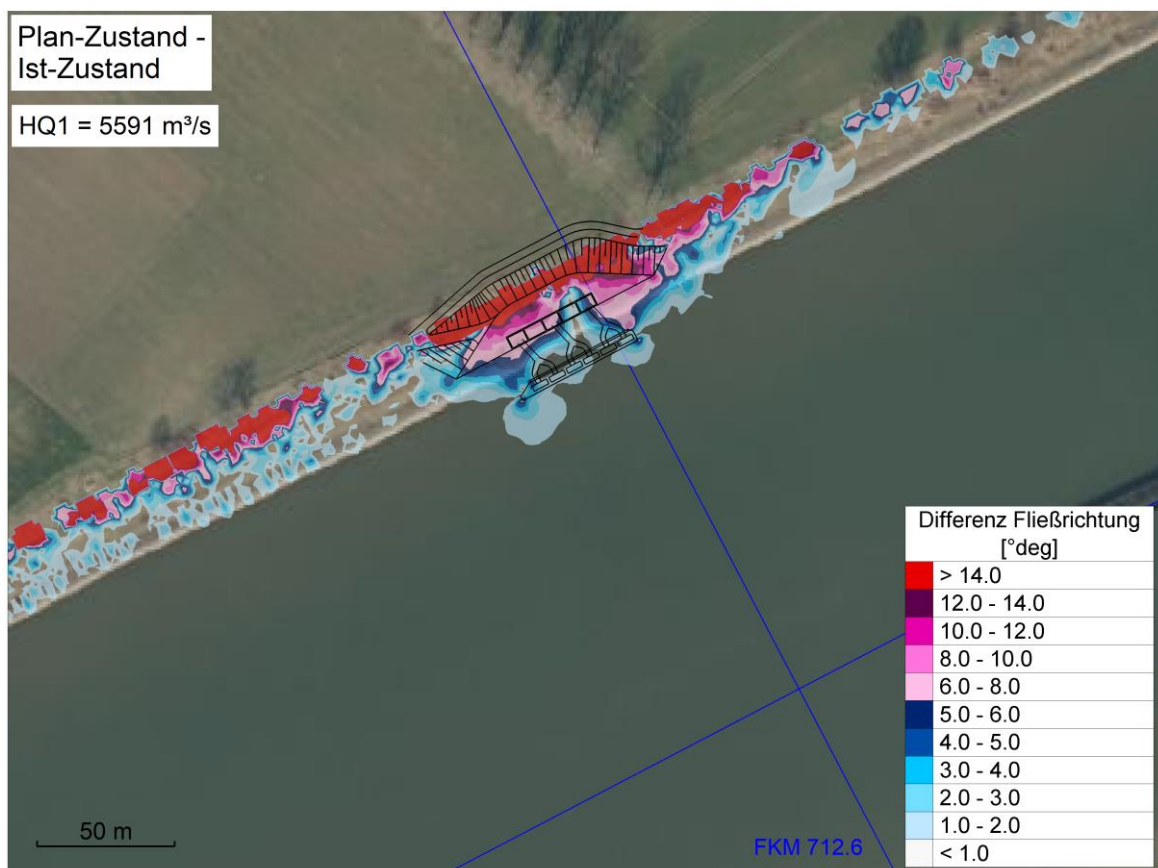 Plan-Zustand -
Ist-Zustand
HQ1 = 5591 m³/s
Differenz Fließrichtung
[°deg]
> 14.0
12.0 - 14.0
10.0 - 12.0
8.0 - 10.0
6.0 - 8.0
5.0 - 6.0
4.0 - 5.0
3.0 - 4.0
2.0 - 3.0
1.0 - 2.0
< 1.0
50 m
FKM 712.6